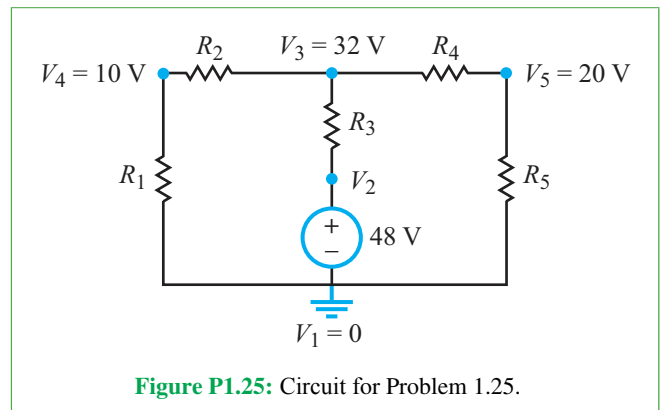 R2 V3 = 32 V R4
V4 = 10 V V5 = 20 V
R3
R1 V2 R5
+
48 V
−
V1 = 0
Figure P1.25: Circuit for Problem 1.25.